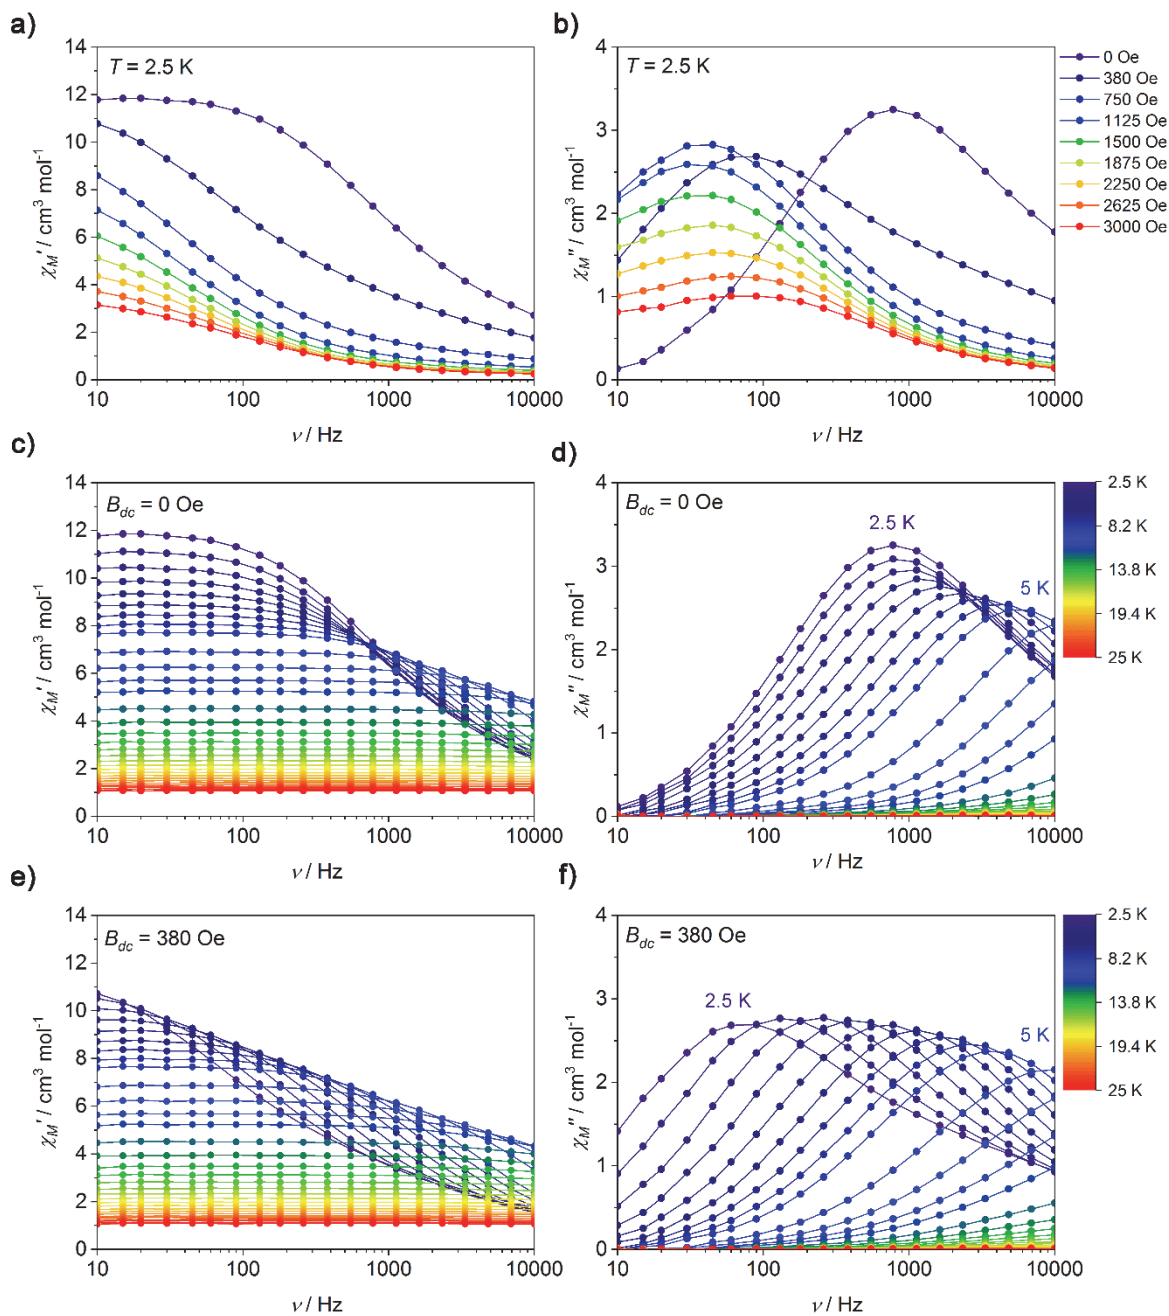 a)
T = 2.5 K
14
12
10
8
6
4
2
0
χM′ / cm³ mol⁻¹
10
100
1000
10000
ν / Hz
b)
T = 2.5 K
4
3
2
1
0
χM″ / cm³ mol⁻¹
10
100
1000
10000
ν / Hz
0 Oe
380 Oe
750 Oe
1125 Oe
1500 Oe
1875 Oe
2250 Oe
2625 Oe
3000 Oe
c)
Bdc = 0 Oe
14
12
10
8
6
4
2
0
χM′ / cm³ mol⁻¹
10
100
1000
10000
ν / Hz
d)
Bdc = 0 Oe
2.5 K
5 K
4
3
2
1
0
χM″ / cm³ mol⁻¹
10
100
1000
10000
ν / Hz
2.5 K
8.2 K
13.8 K
19.4 K
25 K
e)
Bdc = 380 Oe
14
12
10
8
6
4
2
0
χM′ / cm³ mol⁻¹
10
100
1000
10000
ν / Hz
f)
Bdc = 380 Oe
2.5 K
5 K
4
3
2
1
0
χM″ / cm³ mol⁻¹
10
100
1000
10000
ν / Hz
2.5 K
8.2 K
13.8 K
19.4 K
25 K